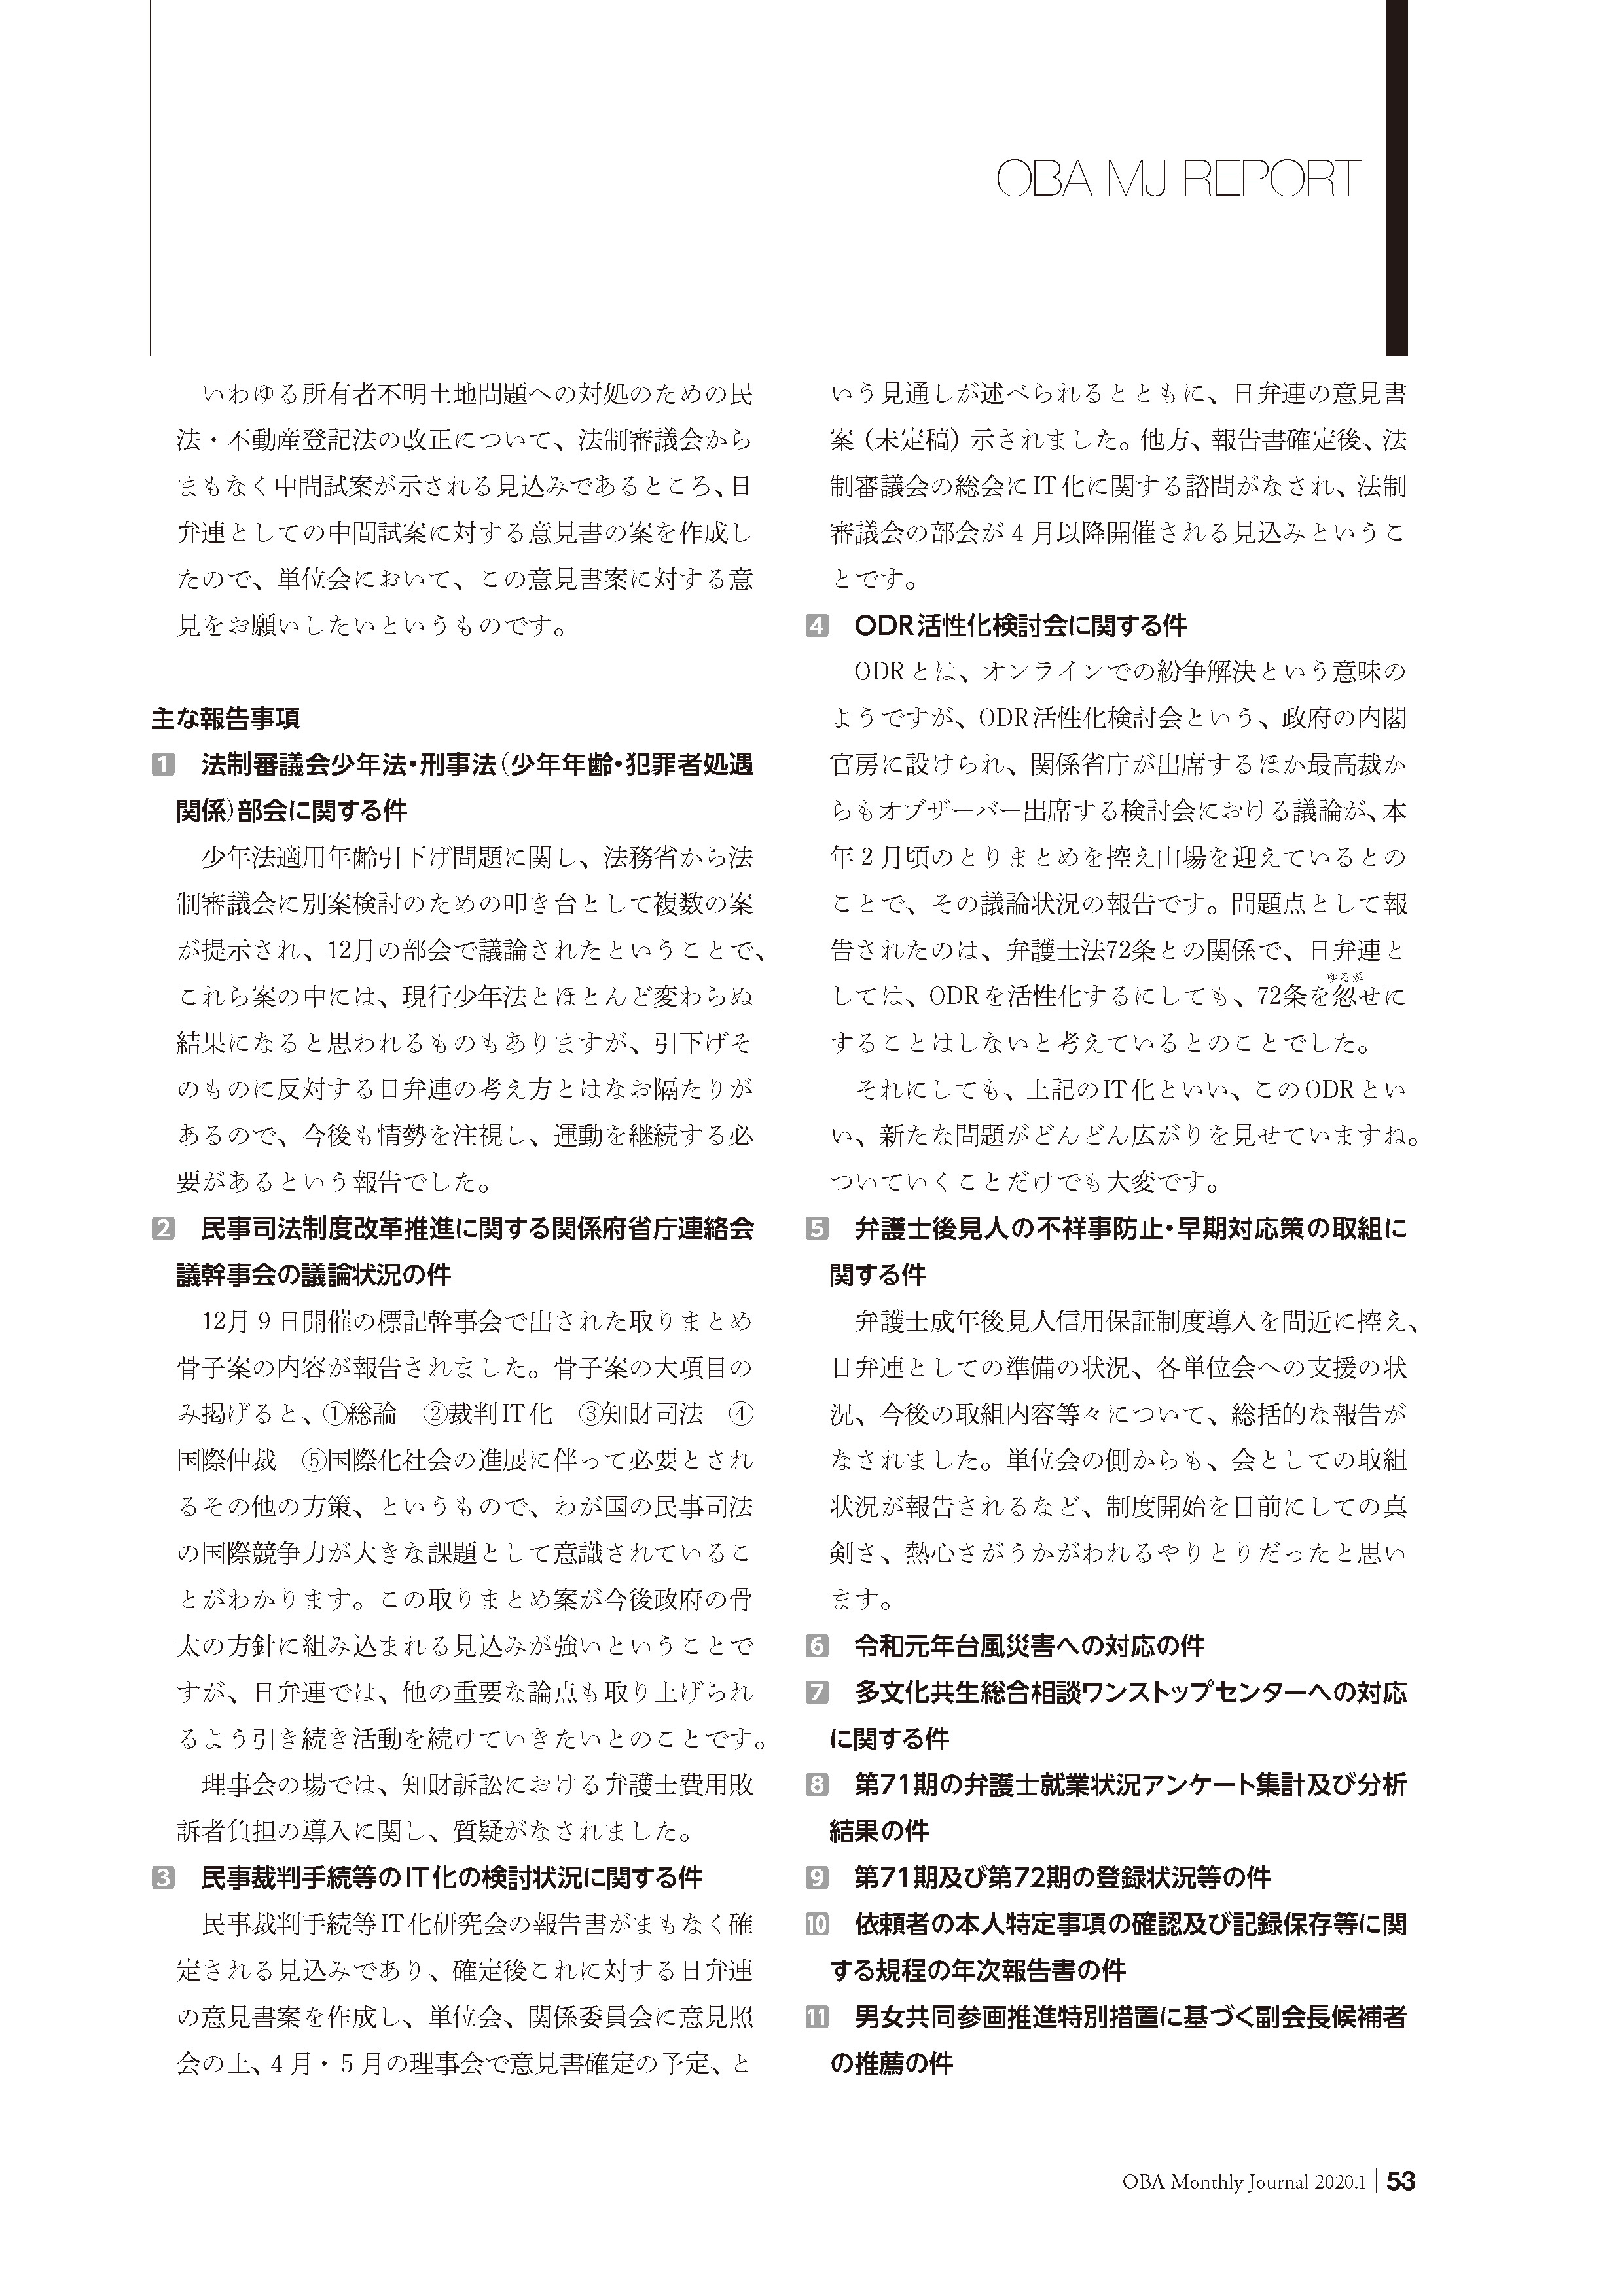 OBA MJ REPORT
いわゆる所有者不明土地問題への対処のための民
法・不動産登記法の改正について、法制審議会から
まもなく中間試案が示される見込みであるところ、日
弁連としての中間試案に対する意見書の案を作成し
たので、単位会において、この意見書案に対する意
見をお願いしたいというものです。
主な報告事項
1 法制審議会少年法・刑事法（少年年齢・犯罪者処遇
関係）部会に関する件
少年法適用年齢引下げ問題に関し、法務省から法
制審議会に別案検討のための叩き台として複数の案
が提示され、12月の部会で議論されたということで、
これら案の中には、現行少年法とほとんど変わらぬ
結果になると思われるものもありますが、引下げそ
のものに反対する日弁連の考え方とはなお隔たりが
あるので、今後も情勢を注視し、運動を継続する必
要があるという報告でした。
2 民事司法制度改革推進に関する関係府省庁連絡会
議幹事会の議論状況の件
12月9日開催の標記幹事会で出された取りまとめ
骨子案の内容が報告されました。骨子案の大項目の
み掲げると、①総論　②裁判IT化　③知財司法　④
国際仲裁　⑤国際化社会の進展に伴って必要とされ
るその他の方策、というもので、わが国の民事司法
の国際競争力が大きな課題として意識されているこ
とがわかります。この取りまとめ案が今後政府の骨
太の方針に組み込まれる見込みが強いということで
すが、日弁連では、他の重要な論点も取り上げられ
るよう引き続き活動を続けていきたいとのことです。
理事会の場では、知財訴訟における弁護士費用敗
訴者負担の導入に関し、質疑がなされました。
3 民事裁判手続等のIT化の検討状況に関する件
民事裁判手続等IT化研究会の報告書がまもなく確
定される見込みであり、確定後これに対する日弁連
の意見書案を作成し、単位会、関係委員会に意見照
会の上、4月・5月の理事会で意見書確定の予定、と
いう見通しが述べられるとともに、日弁連の意見書
案（未定稿）示されました。他方、報告書確定後、法
制審議会の総会にIT化に関する諮問がなされ、法制
審議会の部会が4月以降開催される見込みというこ
とです。
4 ODR活性化検討会に関する件
ODRとは、オンラインでの紛争解決という意味の
ようですが、ODR活性化検討会という、政府の内閣
官房に設けられ、関係省庁が出席するほか最高裁か
らもオブザーバー出席する検討会における議論が、本
年2月頃のとりまとめを控え山場を迎えているとの
ことで、その議論状況の報告です。問題点として報
告されたのは、弁護士法72条との関係で、日弁連と
ゆるが
しては、ODRを活性化するにしても、72条を忽せに
することはしないと考えているとのことでした。
それにしても、上記のIT化といい、このODRとい
い、新たな問題がどんどん広がりを見せていますね。
ついていくことだけでも大変です。
5 弁護士後見人の不祥事防止・早期対応策の取組に
関する件
弁護士成年後見人信用保証制度導入を間近に控え、
日弁連としての準備の状況、各単位会への支援の状
況、今後の取組内容等々について、総括的な報告が
なされました。単位会の側からも、会としての取組
状況が報告されるなど、制度開始を目前にしての真
剣さ、熱心さがうかがわれるやりとりだったと思い
ます。
6 令和元年台風災害への対応の件
7 多文化共生総合相談ワンストップセンターへの対応
に関する件
8 第71期の弁護士就業状況アンケート集計及び分析
結果の件
9 第71期及び第72期の登録状況等の件
10 依頼者の本人特定事項の確認及び記録保存等に関
する規程の年次報告書の件
11 男女共同参画推進特別措置に基づく副会長候補者
の推薦の件
OBA Monthly Journal 2020.1 53